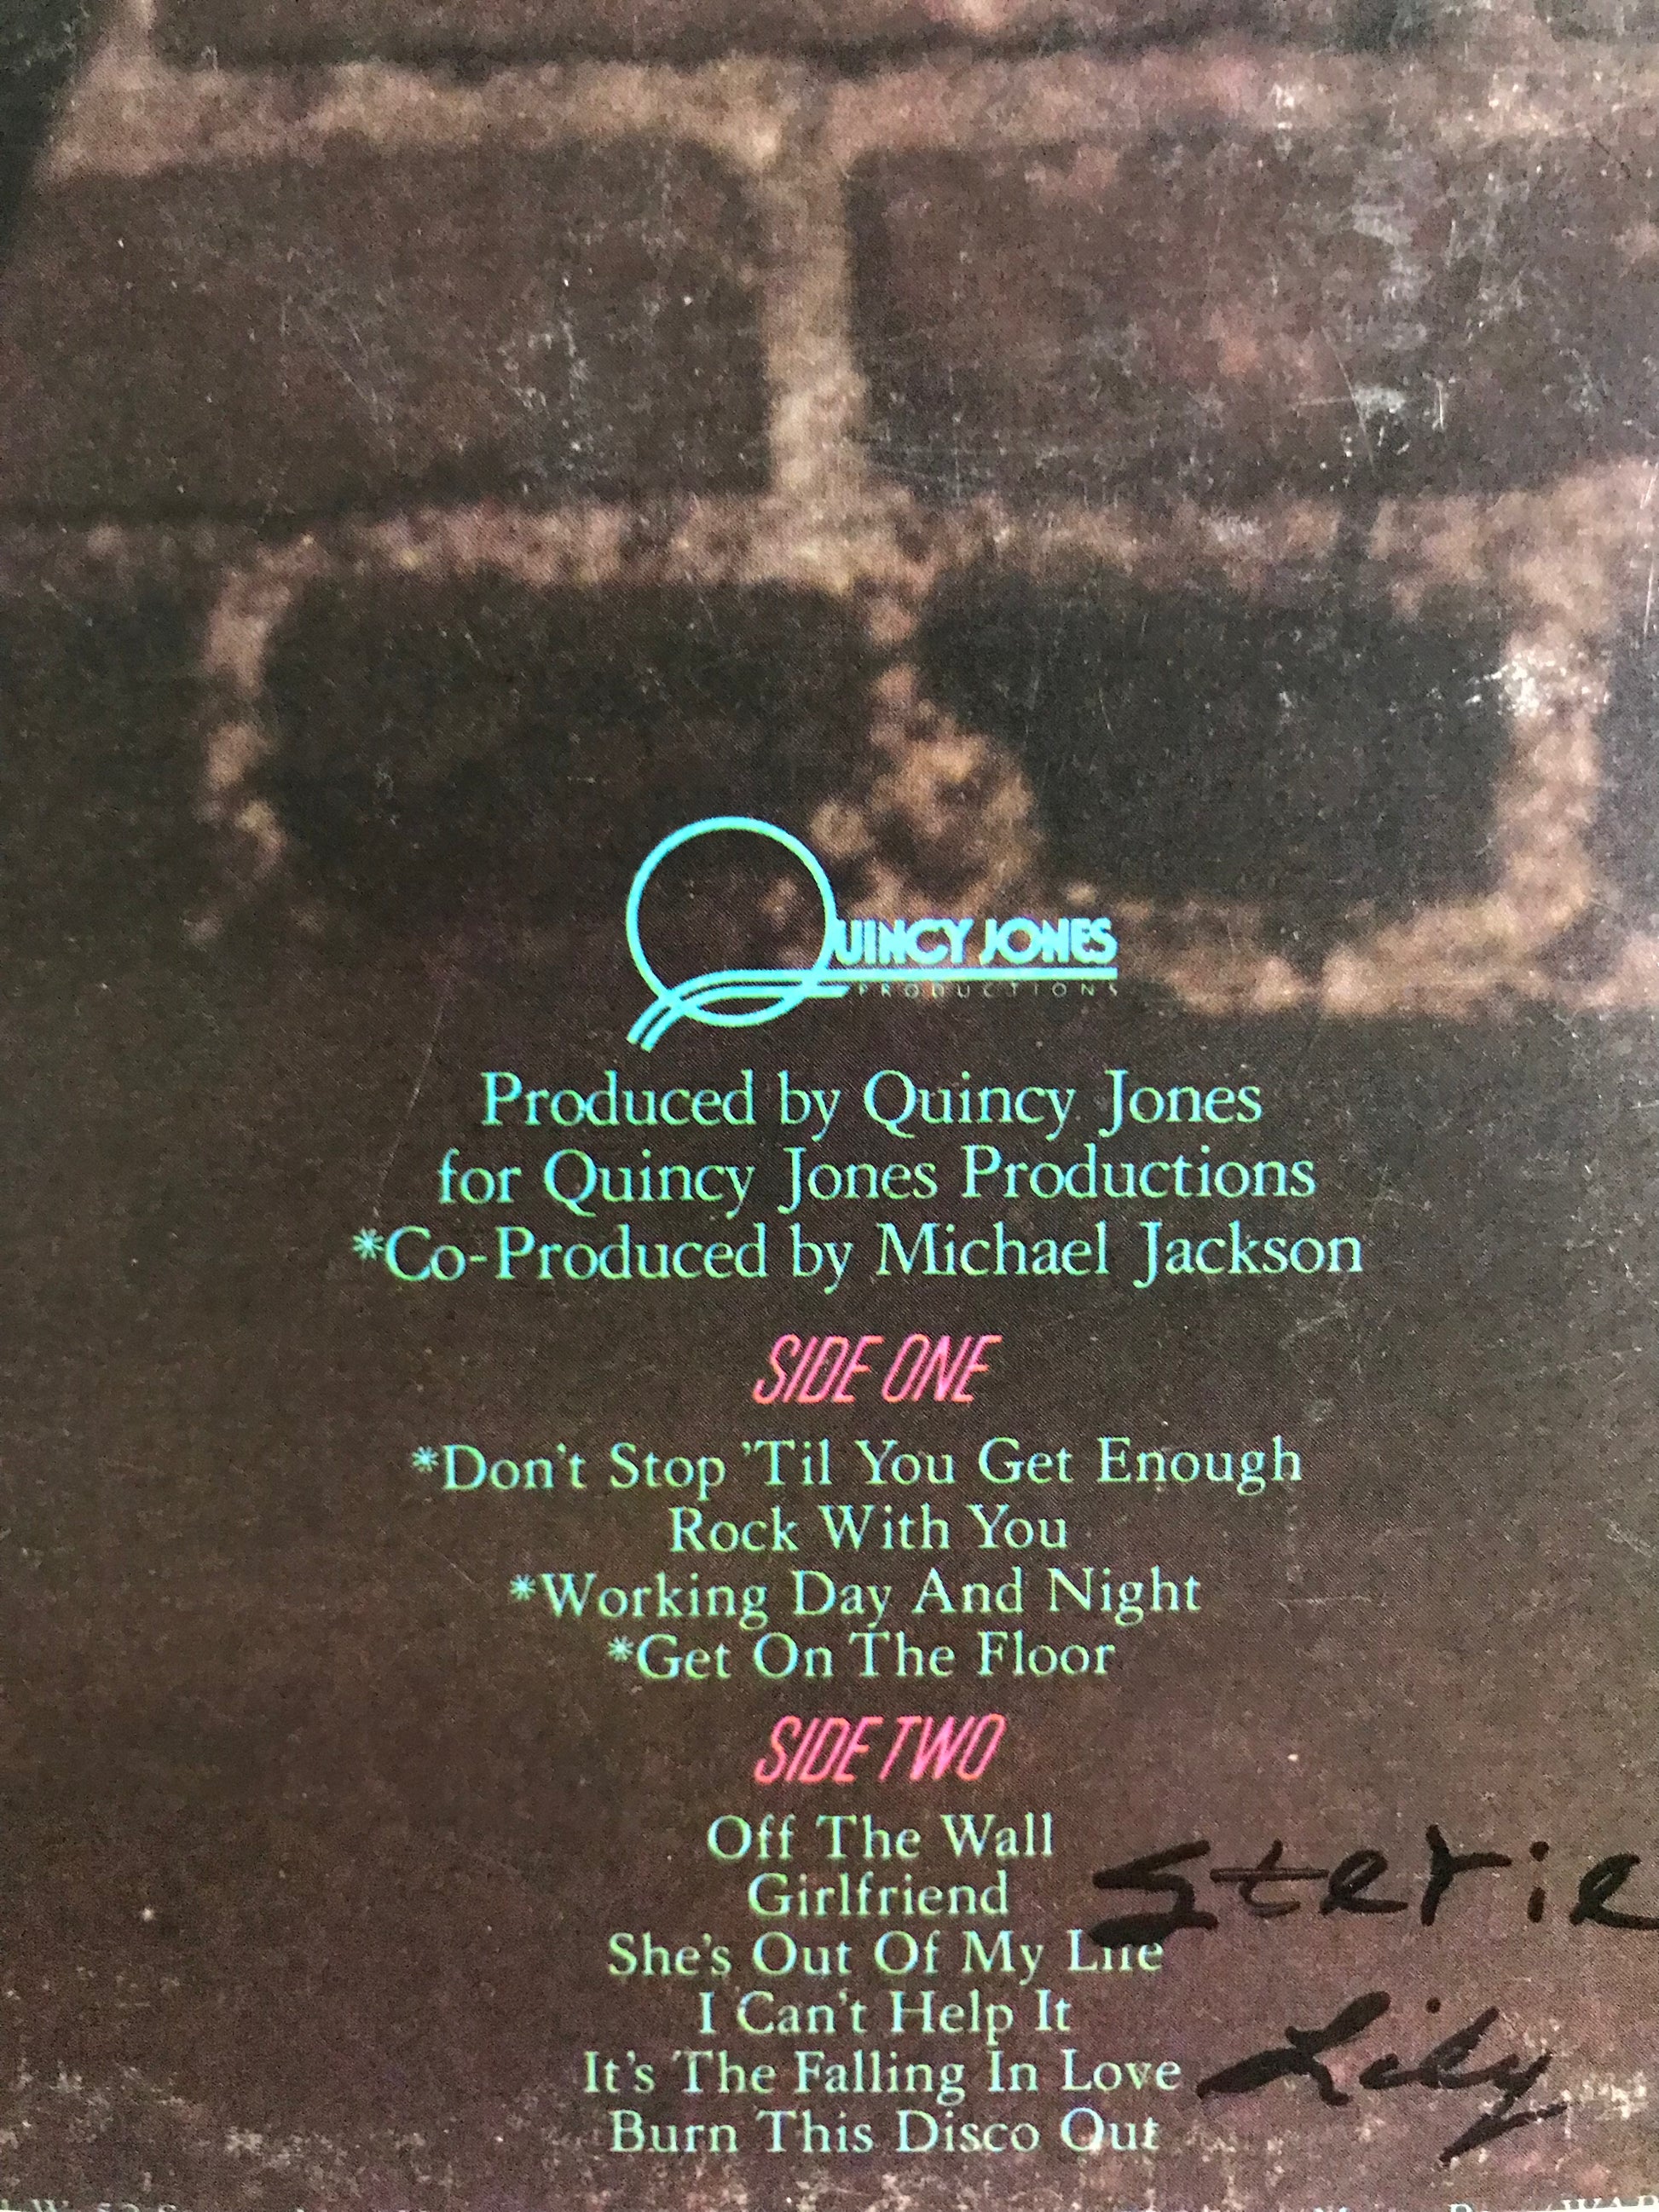 QUINCY JONES
PRODUCTIONS
Produced by Quincy Jones
for Quincy Jones Productions
*Co-Produced by Michael Jackson
SIDE ONE
*Don't Stop 'Til You Get Enough
Rock With You
*Working Day And Night
*Get On The Floor
SIDE TWO
Off The Wall
Girlfriend
She's Out Of My Life
I Can't Help It
It's The Falling In Love
Burn This Disco Out
Sterie
Lily